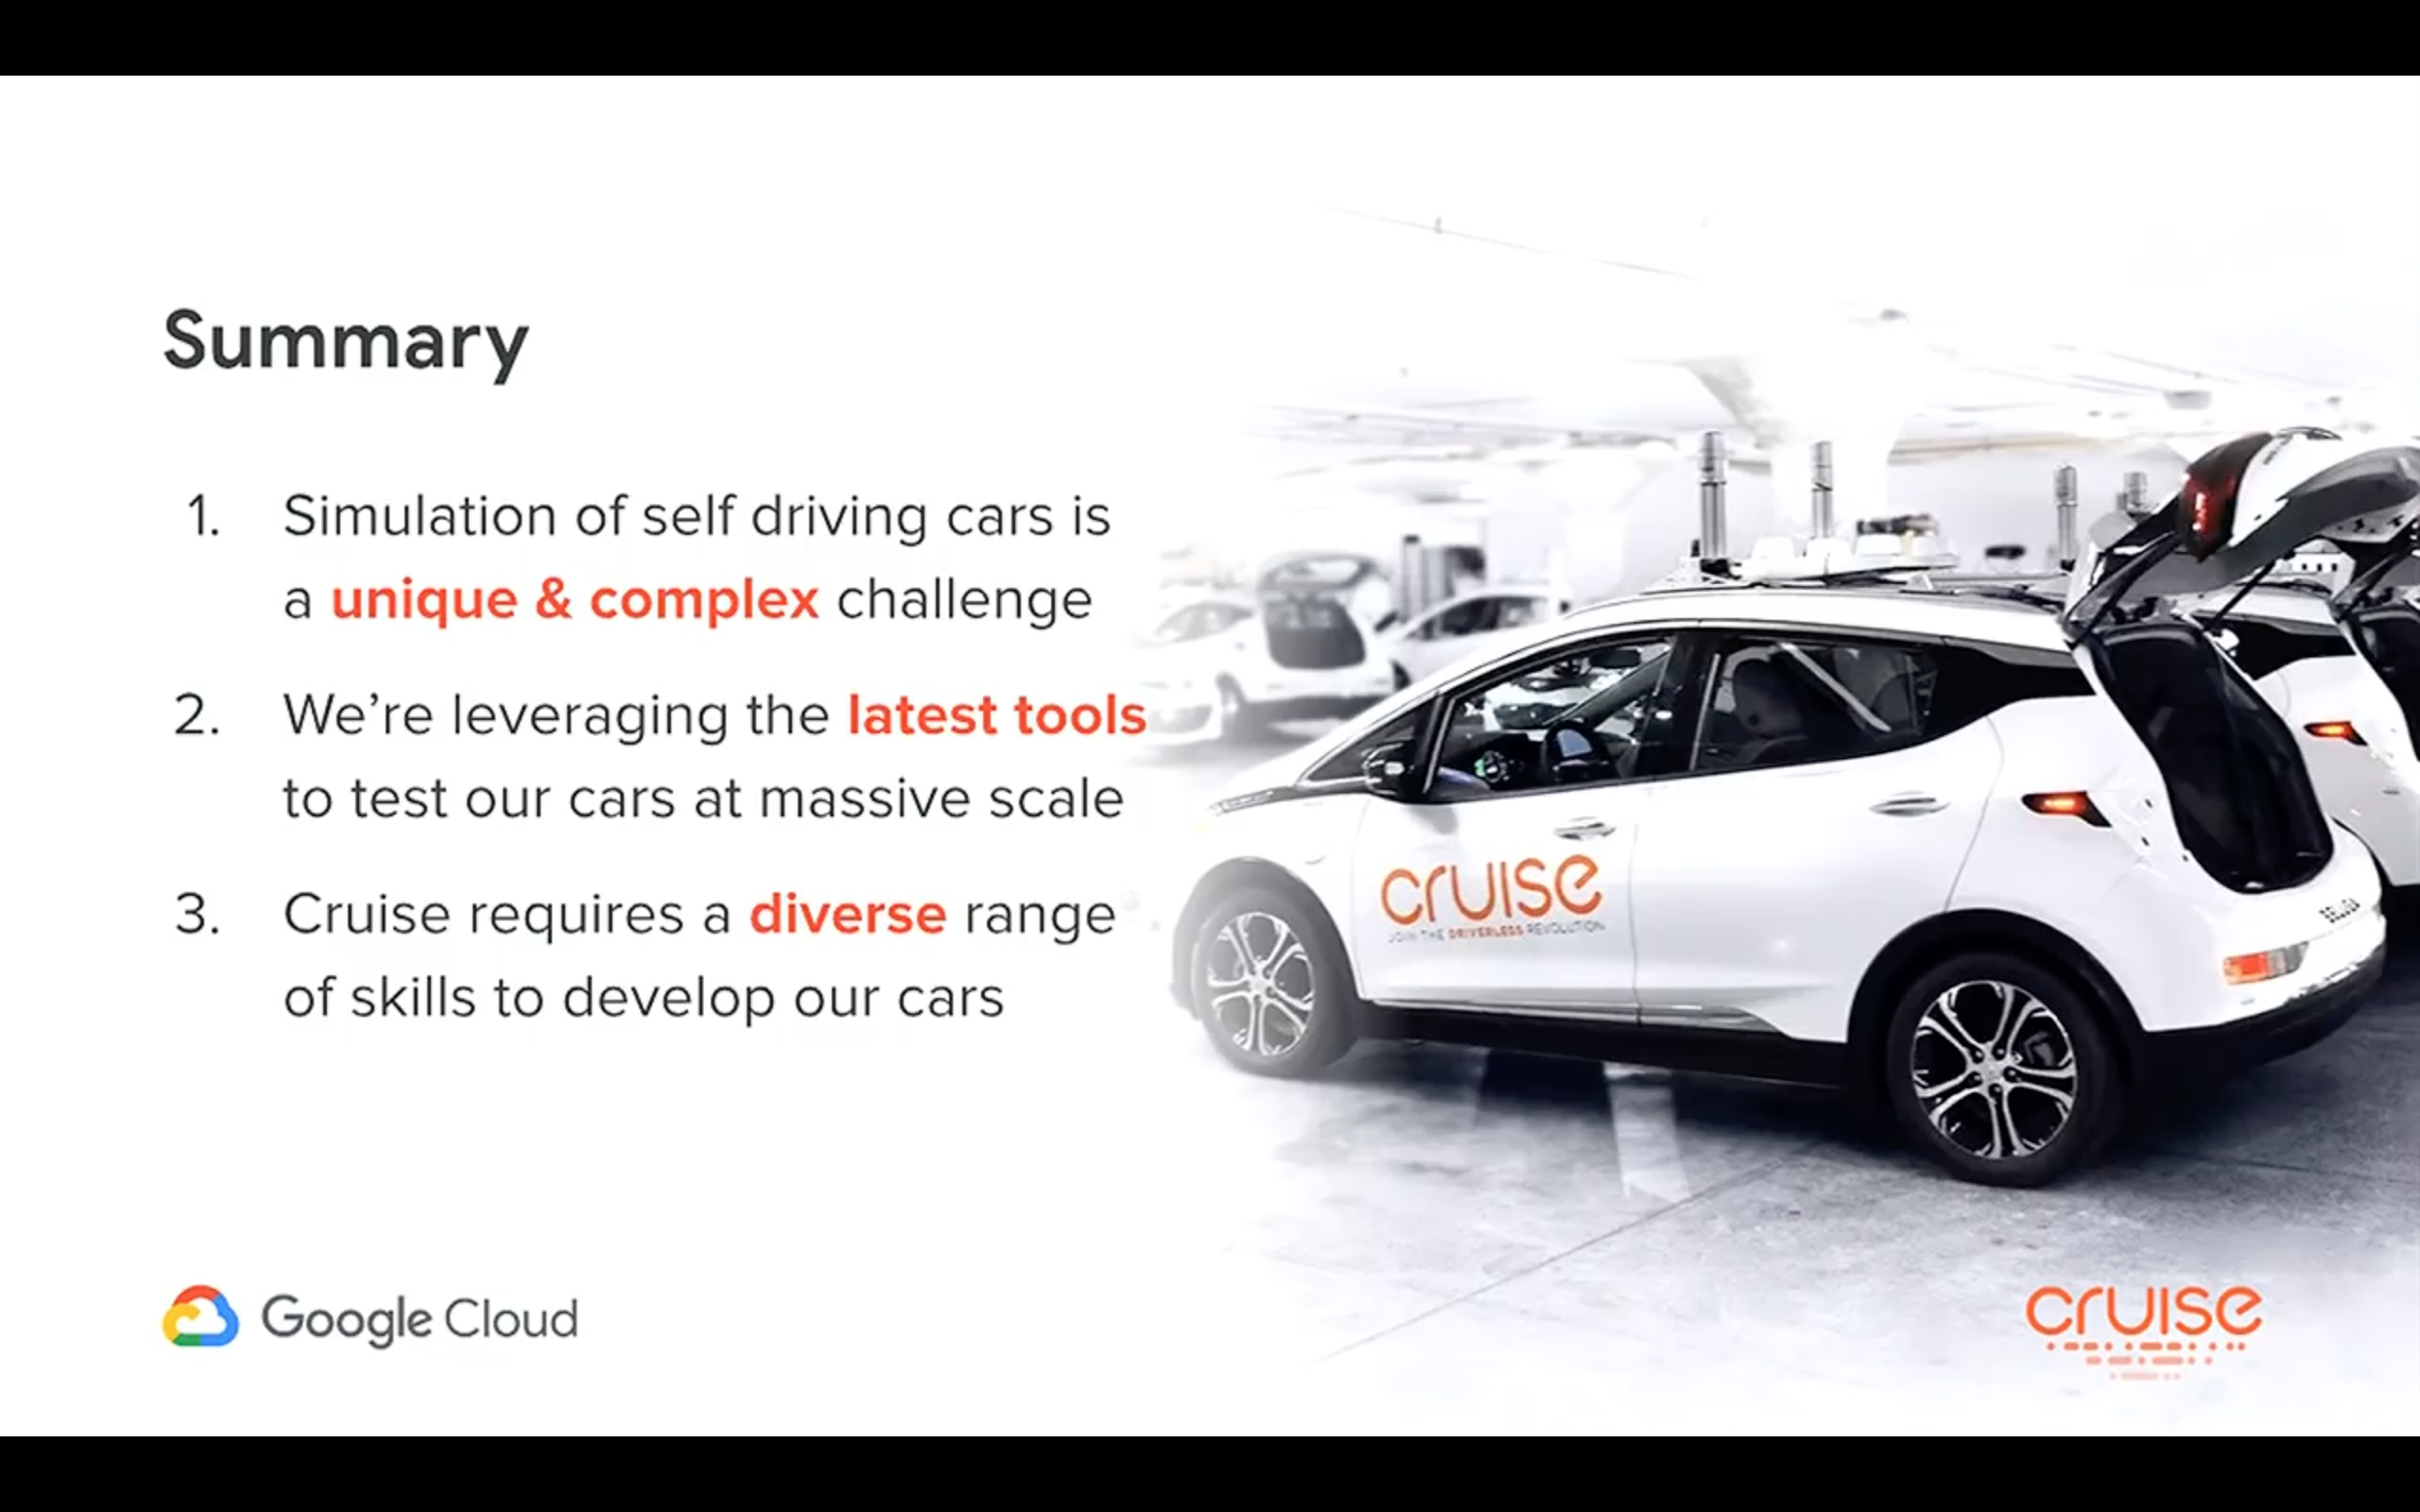 Summary
1. Simulation of self driving cars is
a unique & complex challenge
2. We're leveraging the latest tools
to test our cars at massive scale
3. Cruise requires a diverse range
of skills to develop our cars
cruise
JOIN THE DRIVERLESS REVOLUTION
BELUGA
Google Cloud
cruise